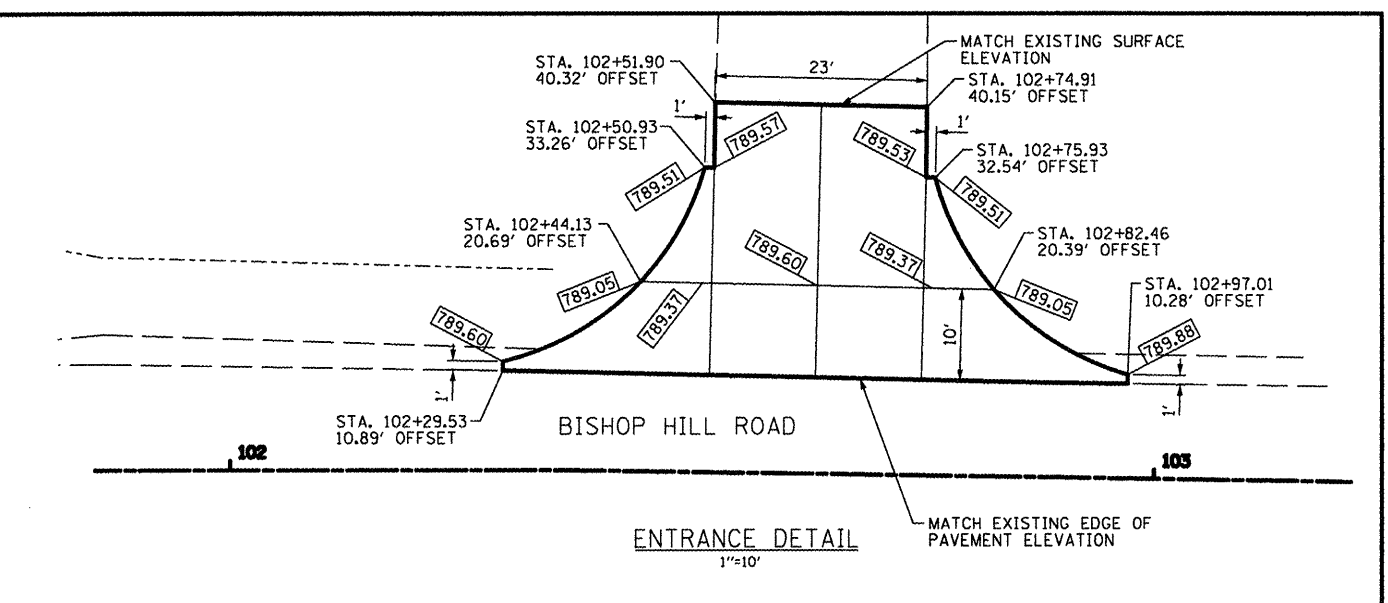 MATCH EXISTING SURFACE
ELEVATION
STA. 102+51.90
40.32' OFFSET
23'
STA. 102+74.91
40.15' OFFSET
1'
1'
STA. 102+50.93
33.26' OFFSET
789.57
789.53
STA. 102+75.93
32.54' OFFSET
789.51
789.51
STA. 102+44.13
20.69' OFFSET
789.60
789.37
STA. 102+82.46
20.39' OFFSET
789.05
789.37
789.05
STA. 102+97.01
10.28' OFFSET
789.60
10'
789.88
1'
1'
STA. 102+29.53
10.89' OFFSET
BISHOP HILL ROAD
102
103
MATCH EXISTING EDGE OF
PAVEMENT ELEVATION
ENTRANCE DETAIL
1"=10'